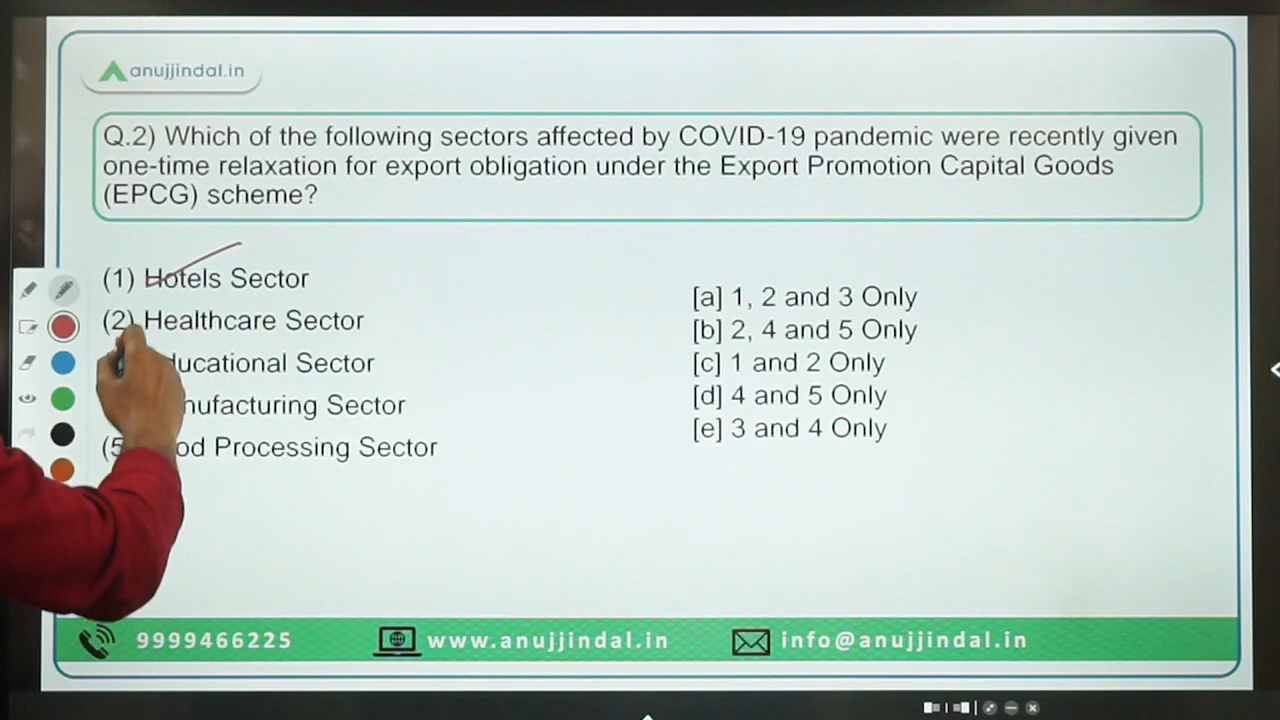 anujjindal.in
Q.2) Which of the following sectors affected by COVID-19 pandemic were recently given
one-time relaxation for export obligation under the Export Promotion Capital Goods
(EPCG) scheme?
(1) Hotels Sector
(2) Healthcare Sector
ducational Sector
nufacturing Sector
(5 od Processing Sector
[a] 1, 2 and 3 Only
[b] 2, 4 and 5 Only
[c] 1 and 2 Only
[d] 4 and 5 Only
[e] 3 and 4 Only
9999466225 www.anujjindal.in info@anujjindal.in